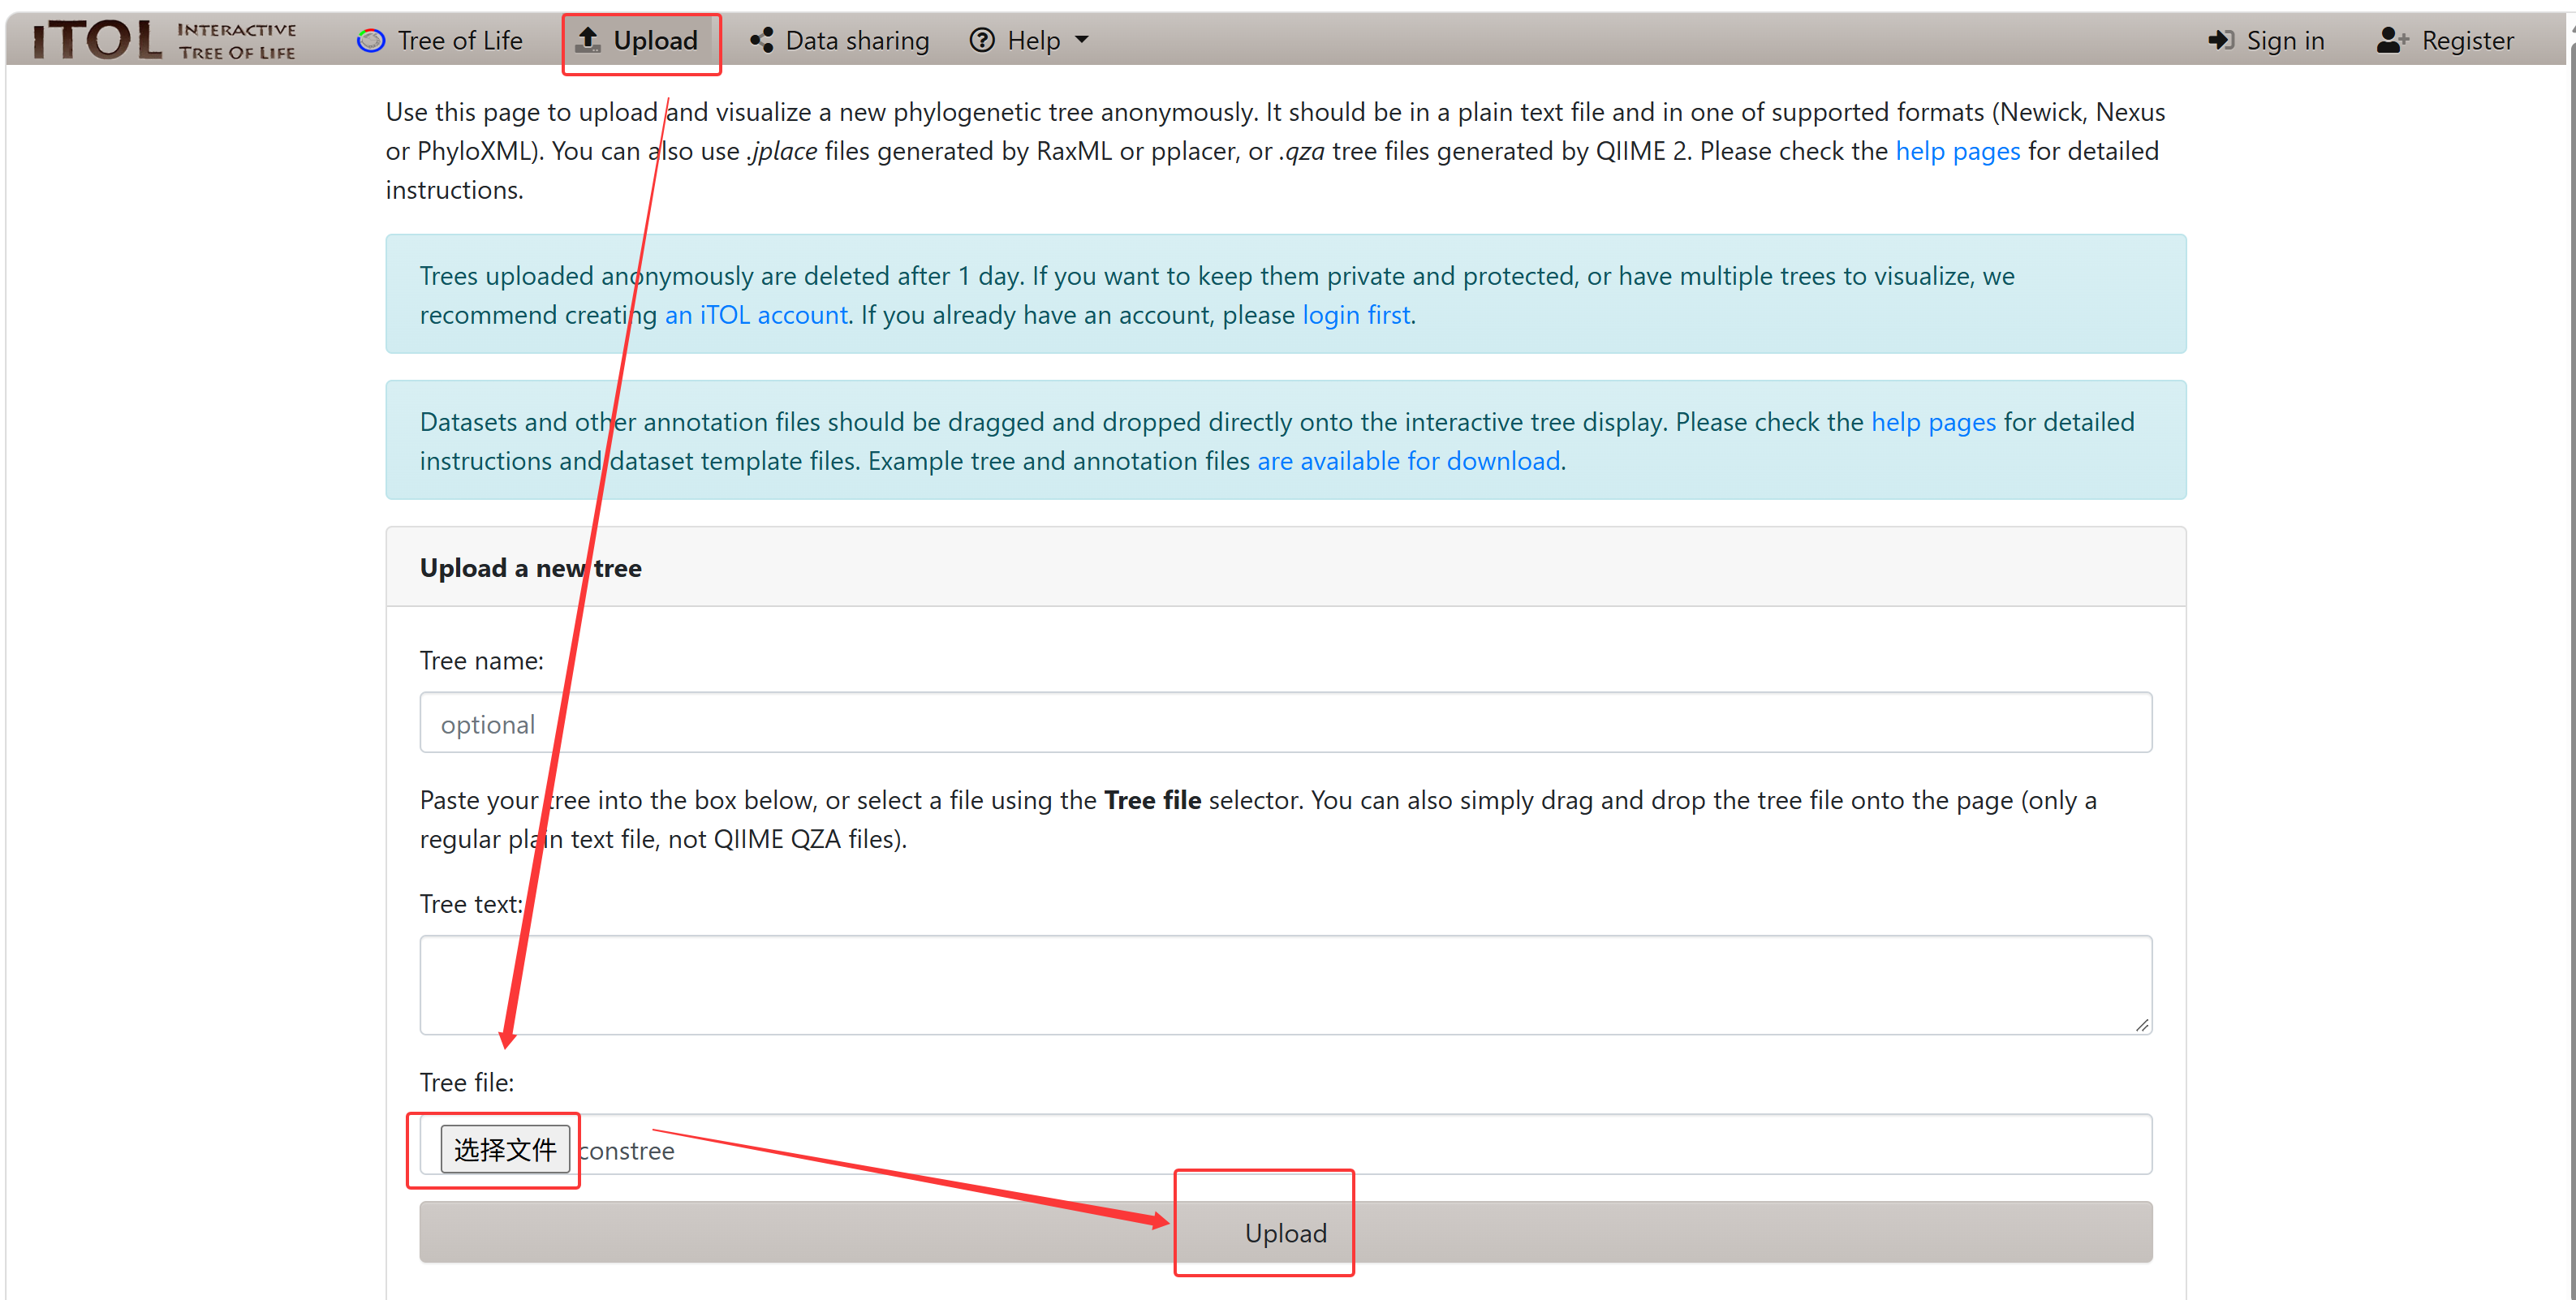 iTOL INTERACTIVE TREE OF LIFE Tree of Life Upload Data sharing Help Sign in Register
Use this page to upload and visualize a new phylogenetic tree anonymously. It should be in a plain text file and in one of supported formats (Newick, Nexus
or PhyloXML). You can also use .jplace files generated by RaxML or pplacer, or .qza tree files generated by QIIME 2. Please check the help pages for detailed
instructions.
Trees uploaded anonymously are deleted after 1 day. If you want to keep them private and protected, or have multiple trees to visualize, we
recommend creating an iTOL account. If you already have an account, please login first.
Datasets and other annotation files should be dragged and dropped directly onto the interactive tree display. Please check the help pages for detailed
instructions and dataset template files. Example tree and annotation files are available for download.
Upload a new tree
Tree name:
optional
Paste your tree into the box below, or select a file using the Tree file selector. You can also simply drag and drop the tree file onto the page (only a
regular plain text file, not QIIME QZA files).
Tree text:
Tree file:
选择文件 constree
Upload